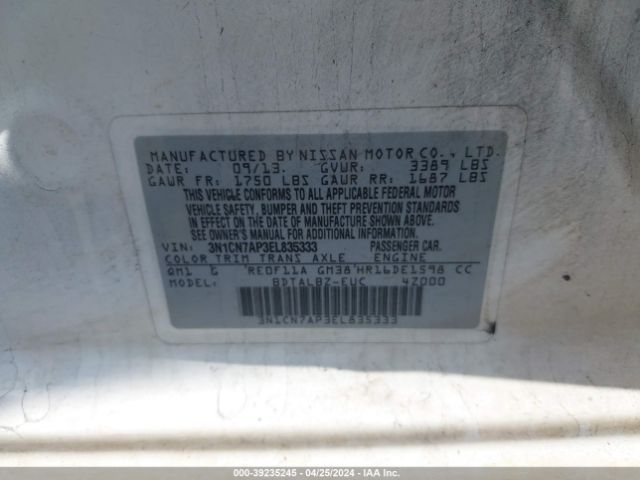 MANUFACTURED BY NISSAN MOTOR CO., LTD.
DATE: 09/13. GVWR: 3389 LBS
GAWR FR: 1750 LBS GAWR RR: 1687 LBS
THIS VEHICLE CONFORMS TO ALL APPLICABLE FEDERAL MOTOR
VEHICLE SAFETY, BUMPER AND THEFT PREVENTION STANDARDS
IN EFFECT ON THE DATE OF MANUFACTURE SHOWN ABOVE.
SEE OWNER'S MANUAL FOR ADDITIONAL INFORMATION.
VIN: 3N1CN7AP3EL835333 PASSENGER CAR.
COLOR TRIM TRANS AXLE ENGINE
QM1 G RE0F11A GM38 HR16DE1598 CC
MODEL: BDTALBZ-EUC 4Z000
3N1CN7AP3EL835333
000-39235245 - 04/25/2024 - IAA Inc.